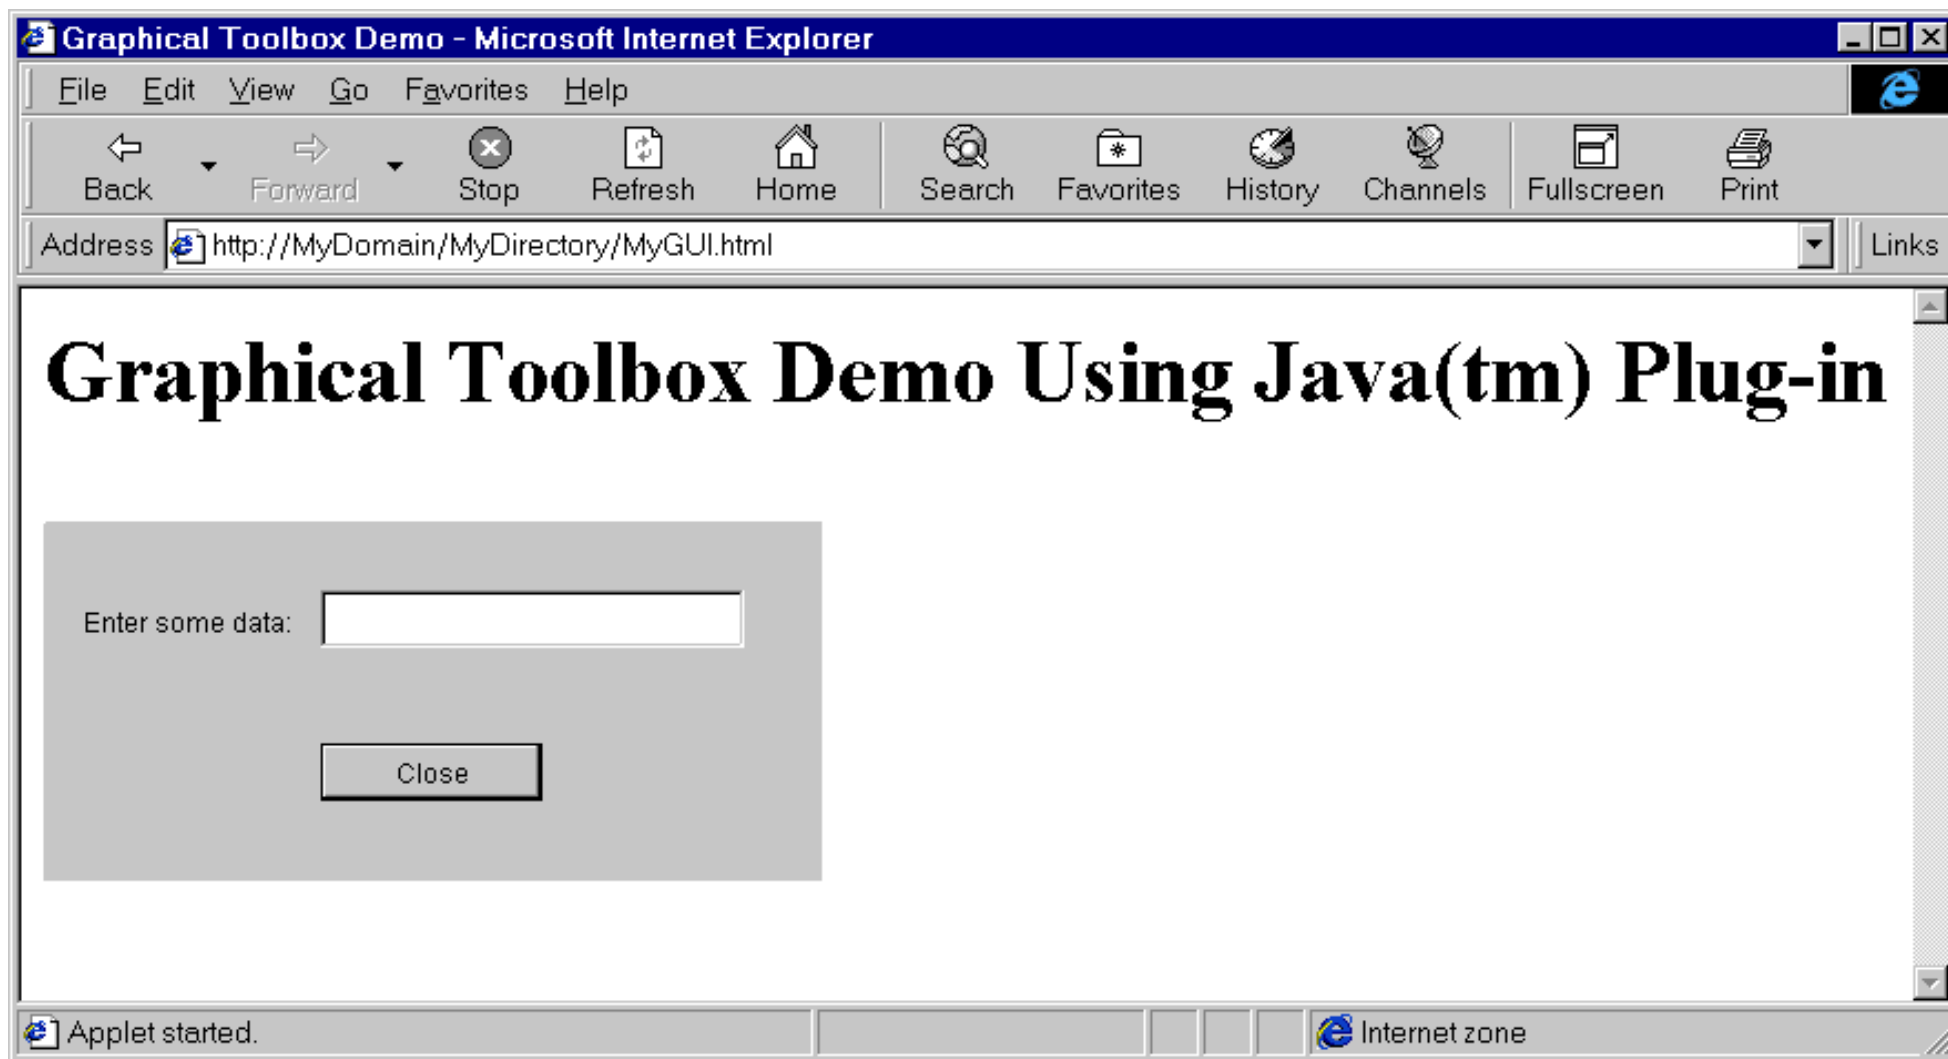 Graphical Toolbox Demo - Microsoft Internet Explorer
File Edit View Go Favorites Help
Back Forward Stop Refresh Home Search Favorites History Channels Fullscreen Print
Address http://MyDomain/MyDirectory/MyGUI.html Links
Graphical Toolbox Demo Using Java(tm) Plug-in
Enter some data:
Close
Applet started. Internet zone